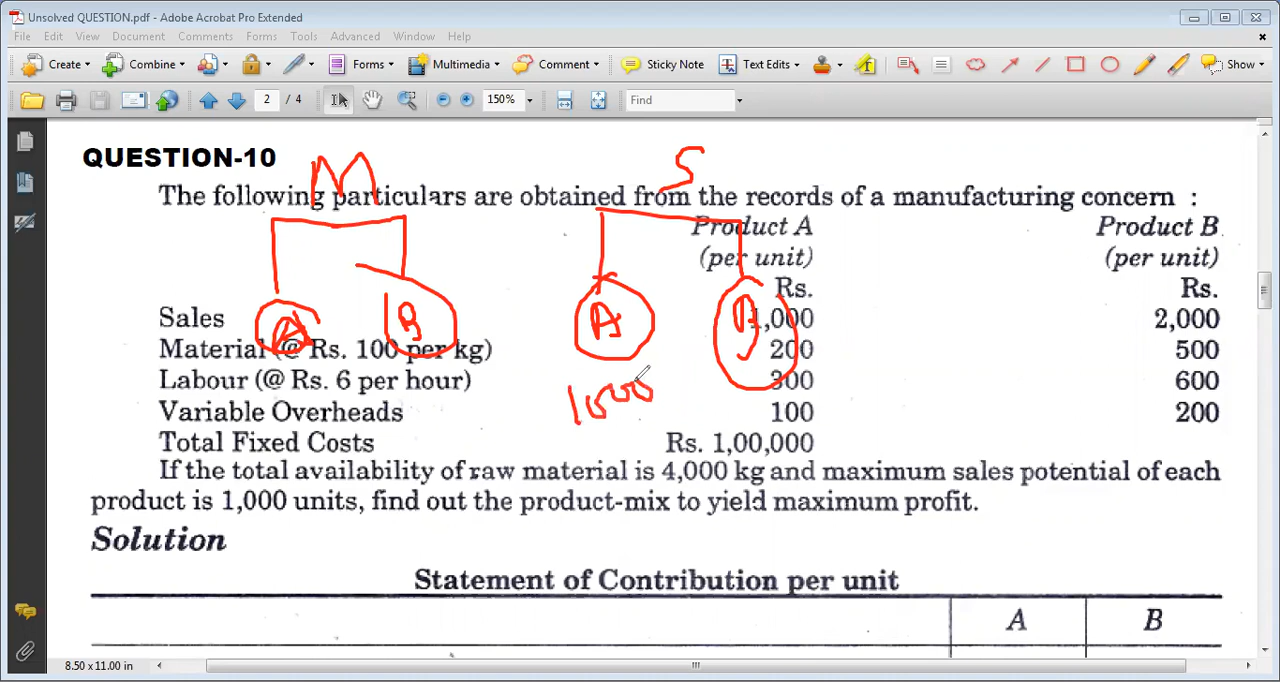 Unsolved QUESTION.pdf - Adobe Acrobat Pro Extended
File Edit View Document Comments Forms Tools Advanced Window Help
Create Combine Forms Multimedia Comment Sticky Note Text Edits Show
2 / 4 150% Find
QUESTION-10
M S
The following particulars are obtained from the records of a manufacturing concern :
Product A Product B
(per unit) (per unit)
Rs. Rs.
A B A
Sales 1,000 2,000
Material (@ Rs. 100 per kg) 200 500
Labour (@ Rs. 6 per hour) 300 600
10000
Variable Overheads 100 200
Total Fixed Costs Rs. 1,00,000
If the total availability of raw material is 4,000 kg and maximum sales potential of each
product is 1,000 units, find out the product-mix to yield maximum profit.
Solution
Statement of Contribution per unit
A B
8.50 x 11.00 in